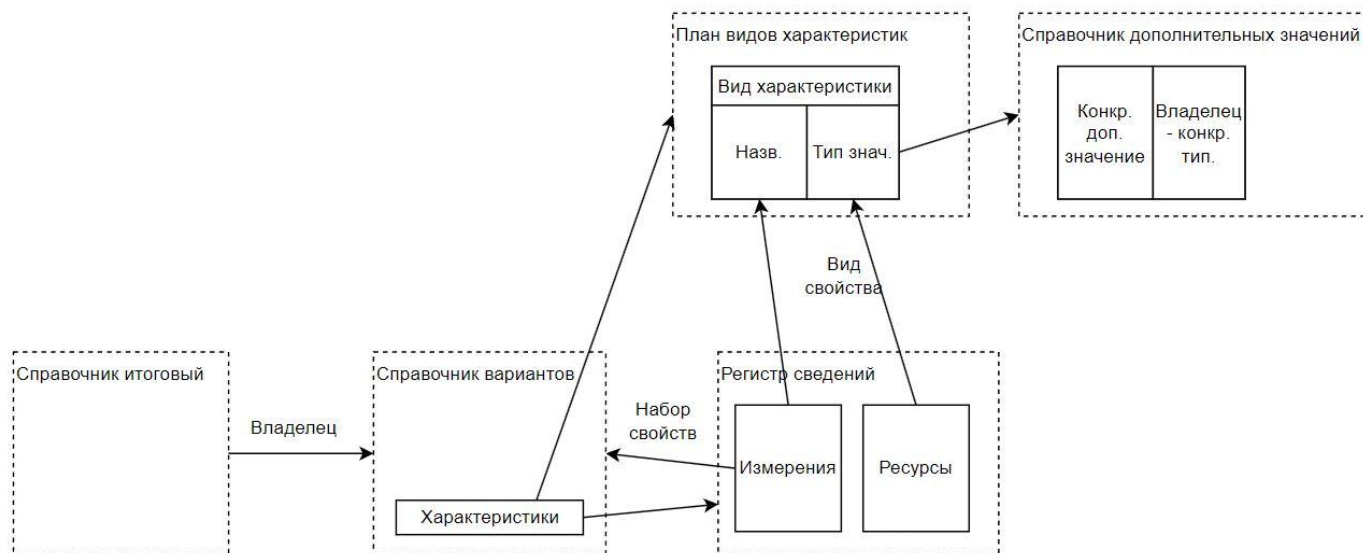 План видов характеристик
Справочник дополнительных значений
Вид характеристики
Назв.
Тип знач.
Конкр.
доп.
значение
Владелец
- конкр.
тип.
Вид
свойства
Справочник итоговый
Владелец
Справочник вариантов
Характеристики
Набор
свойств
Регистр сведений
Измерения
Ресурсы